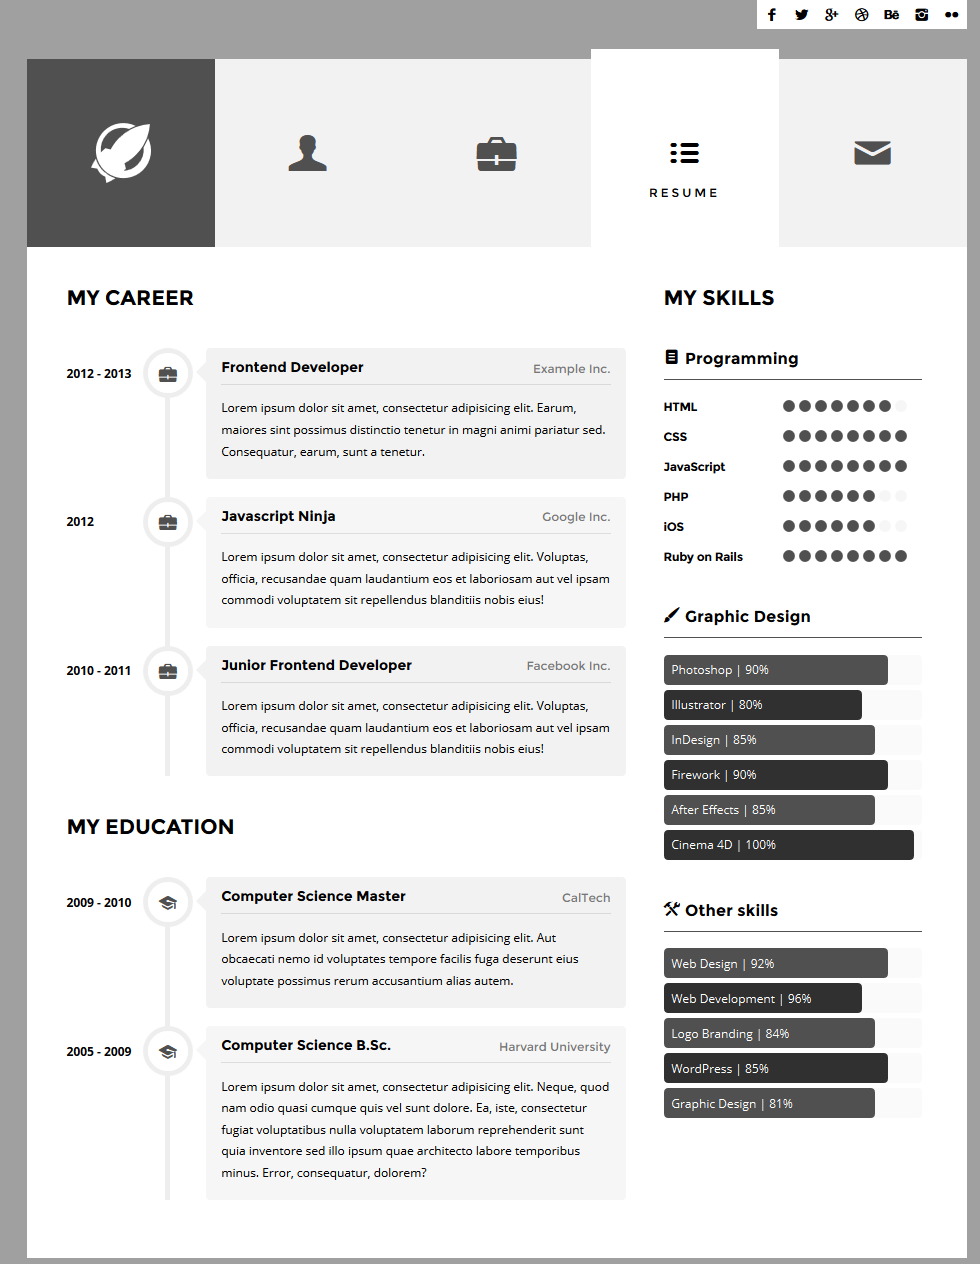 RESUME
MY CAREER
2012 - 2013
Frontend Developer
Example Inc.
Lorem ipsum dolor sit amet, consectetur adipisicing elit. Earum,
maiores sint possimus distinctio tenetur in magni animi pariatur sed.
Consequatur, earum, sunt a tenetur.
2012
Javascript Ninja
Google Inc.
Lorem ipsum dolor sit amet, consectetur adipisicing elit. Voluptas,
officia, recusandae quam laudantium eos et laboriosam aut vel ipsam
commodi voluptatem sit repellendus blanditiis nobis eius!
2010 - 2011
Junior Frontend Developer
Facebook Inc.
Lorem ipsum dolor sit amet, consectetur adipisicing elit. Voluptas,
officia, recusandae quam laudantium eos et laboriosam aut vel ipsam
commodi voluptatem sit repellendus blanditiis nobis eius!
MY EDUCATION
2009 - 2010
Computer Science Master
CalTech
Lorem ipsum dolor sit amet, consectetur adipisicing elit. Aut
obcaecati nemo id voluptates tempore facilis fuga deserunt eius
voluptate possimus rerum accusantium alias autem.
2005 - 2009
Computer Science B.Sc.
Harvard University
Lorem ipsum dolor sit amet, consectetur adipisicing elit. Neque, quod
nam odio quasi cumque quis vel sunt dolore. Ea, iste, consectetur
fugiat voluptatibus nulla voluptatem laborum reprehenderit sunt
quia inventore sed illo ipsum quae architecto labore temporibus
minus. Error, consequatur, dolorem?
MY SKILLS
Programming
HTML
CSS
JavaScript
PHP
iOS
Ruby on Rails
Graphic Design
Photoshop | 90%
Illustrator | 80%
InDesign | 85%
Firework | 90%
After Effects | 85%
Cinema 4D | 100%
Other skills
Web Design | 92%
Web Development | 96%
Logo Branding | 84%
WordPress | 85%
Graphic Design | 81%